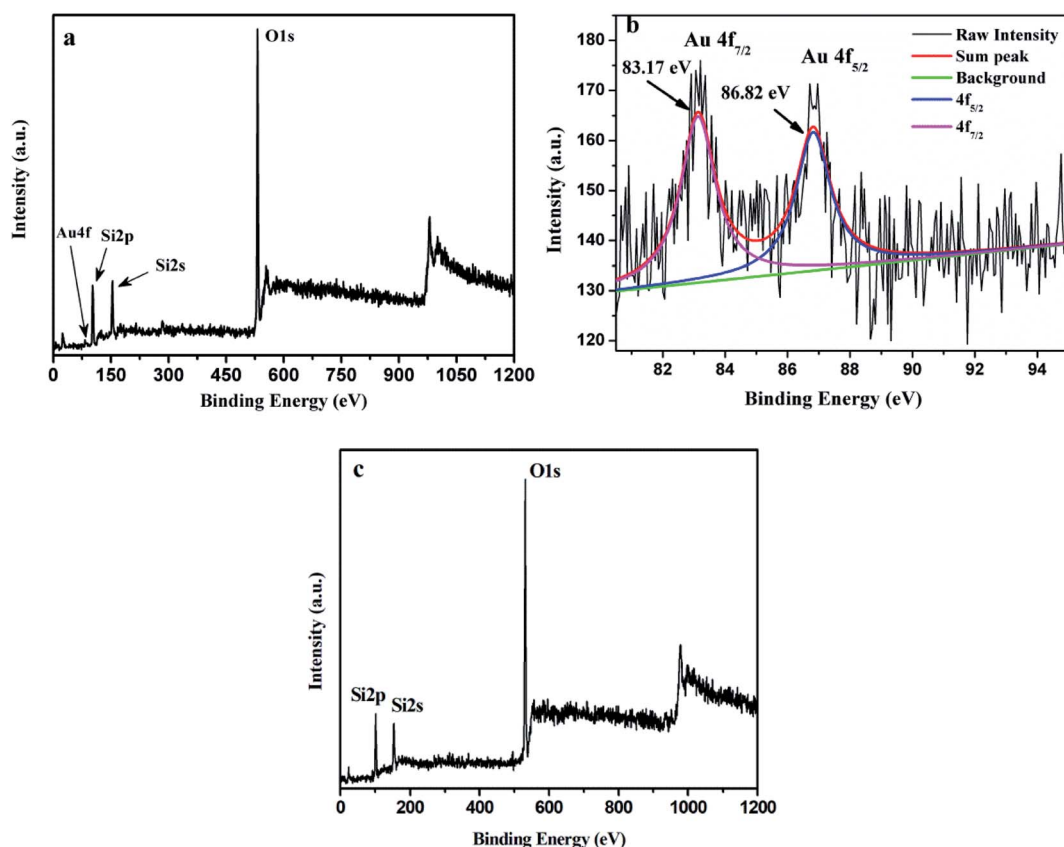 a
O1s
Au4f
Si2p
Si2s
Intensity (a.u.)
0 150 300 450 600 750 900 1050 1200
Binding Energy (eV)
b
Au 4f7/2
Au 4f5/2
83.17 eV
86.82 eV
Raw Intensity
Sum peak
Background
4f5/2
4f7/2
180
170
160
150
140
130
120
Intensity (a.u.)
82 84 86 88 90 92 94
Binding Energy (eV)
c
O1s
Si2p
Si2s
Intensity (a.u.)
0 200 400 600 800 1000 1200
Binding Energy (eV)